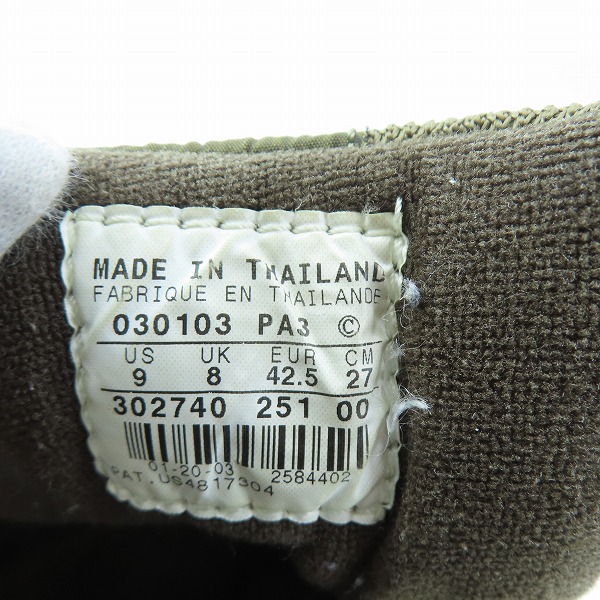 MADE IN THAILAND
FABRIQUE EN THAILANDE
030103 PA3 ©
US UK EUR CM
9 8 42.5 27
302740 251 00
01-20-03 2584402
PAT. US4817304